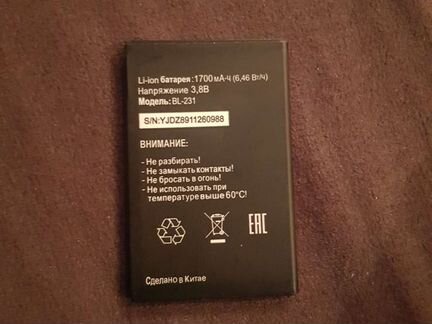 Li-ion батарея:1700мА-ч (6,46 Вт/ч)
Напряжение 3,8В
Модель: BL-231
S/N:YJDZ8911260988
ВНИМАНИЕ:
- Не разбирать!
- Не замыкать контакты!
- Не бросать в огонь!
- Не использовать при
температуре выше 60°С!
EAC
Сделано в Китае